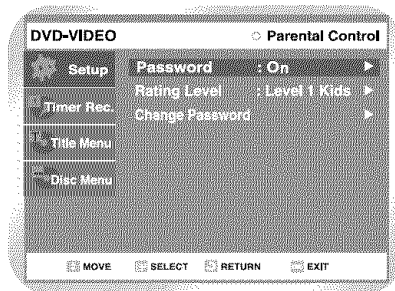 DVD-VIDEO Parental Control
Setup Password : On
Rating Level : Level 1 Kids
Timer Rec. Change Password
Title Menu
Disc Menu
MOVE SELECT RETURN EXIT